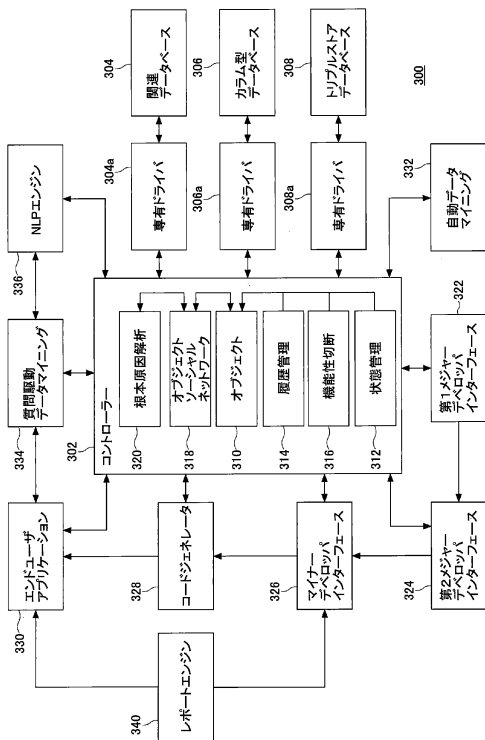 340
レポートエンジン
330
エンドユーザ
アプリケーション
328
コードジェネレータ
326
マイナー
デベロッパ
インターフェース
324
第2メジャー
デベロッパ
インターフェース
334
質問駆動
データマイニング
302
コントローラー
320
根本原因解析
318
オブジェクト
ソーシャル
ネットワーク
310
オブジェクト
314
履歴管理
316
機能性切断
312
状態管理
322
第1メジャー
デベロッパ
インターフェース
336
NLPエンジン
304a
専有ドライバ
306a
専有ドライバ
308a
専有ドライバ
332
自動データ
マイニング
304
関連
データベース
306
カラム型
データベース
308
トリプルストア
データベース
300